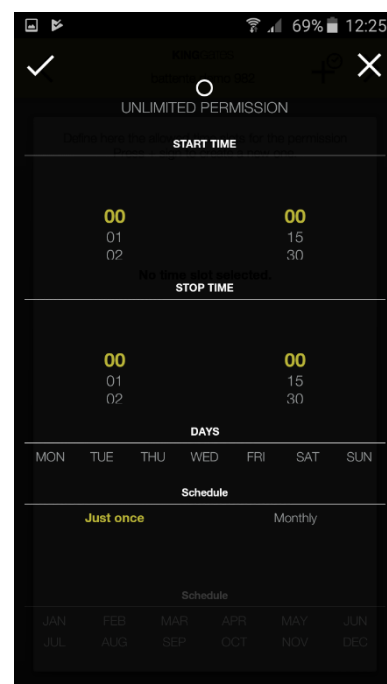 69% 12:25
UNLIMITED PERMISSION
START TIME
00 00
01 15
02 30
No time slot selected.
STOP TIME
00 00
01 15
02 30
DAYS
MON TUE THU WED FRI SAT SUN
Schedule
Just once Monthly
Schedule
JAN FEB MAR APR MAY JUN
JUL AUG SEP OCT NOV DEC